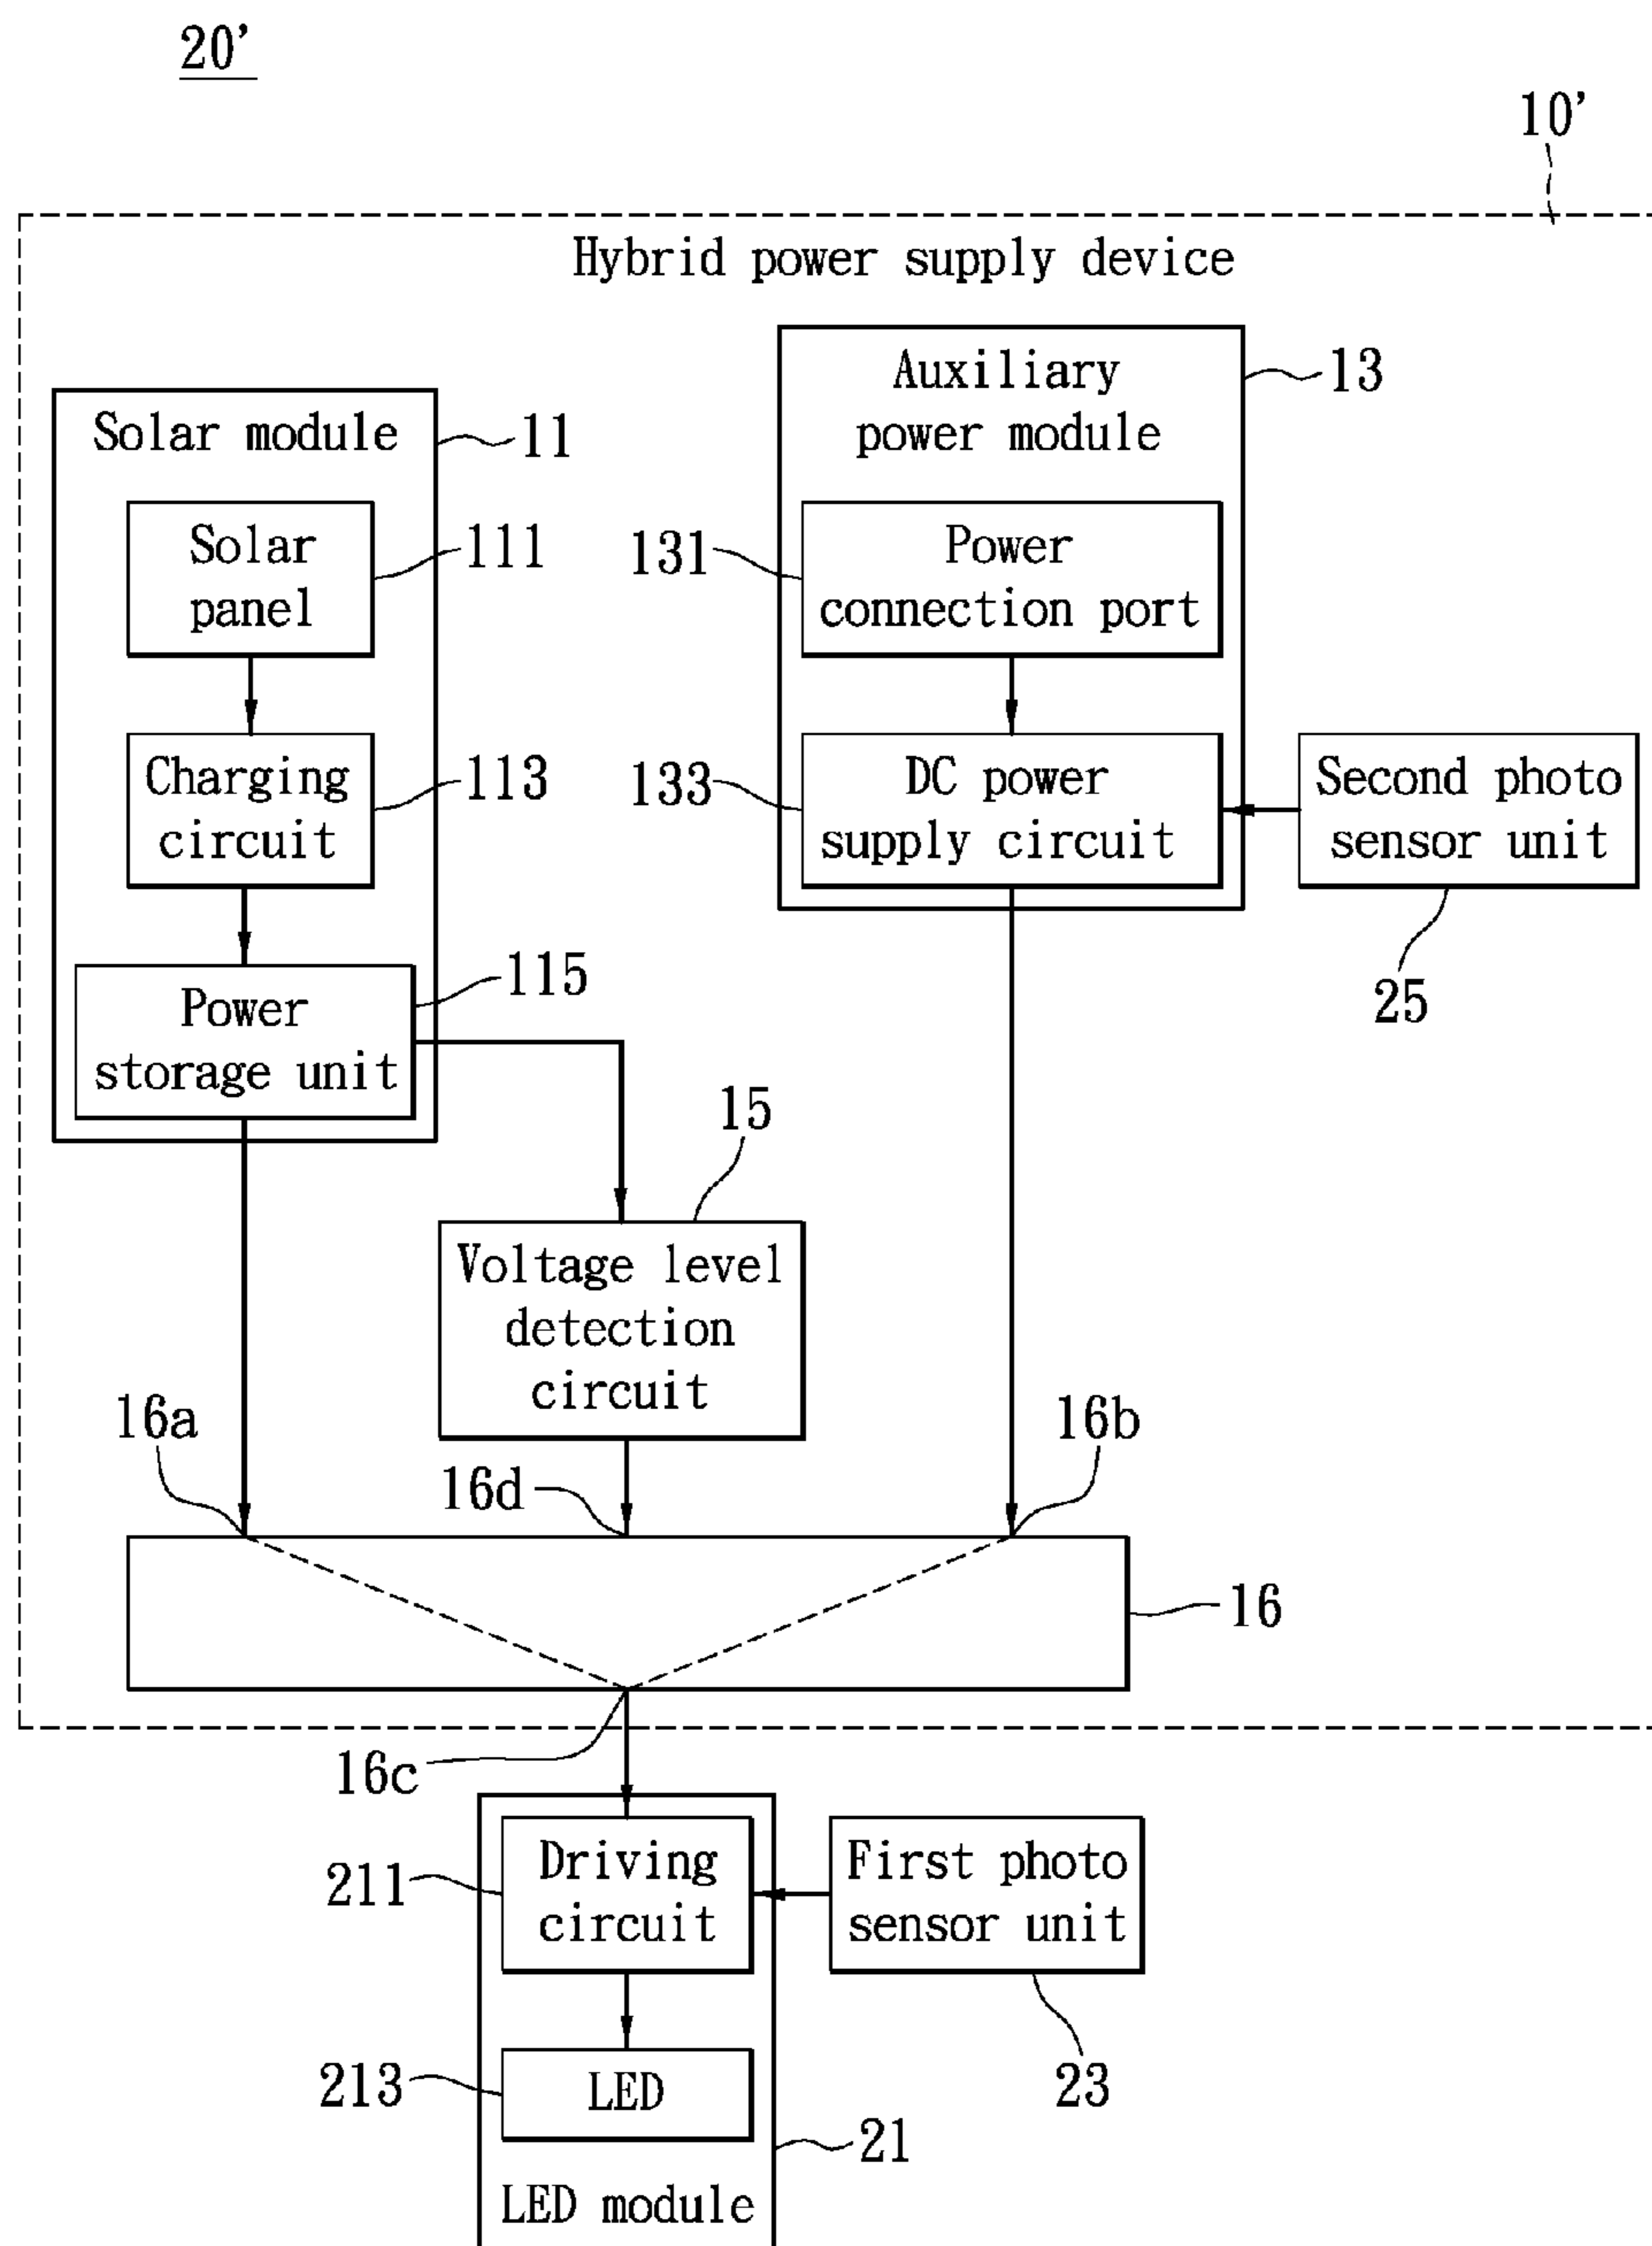 20'
10'
Hybrid power supply device
Auxiliary
power module
13
Solar module
11
Solar
panel
111
131
Power
connection port
Charging
circuit
113
133
DC power
supply circuit
Second photo
sensor unit
25
Power
storage unit
115
15
Voltage level
detection
circuit
16a
16d
16b
16
16c
Driving
circuit
211
First photo
sensor unit
23
213
LED
21
LED module